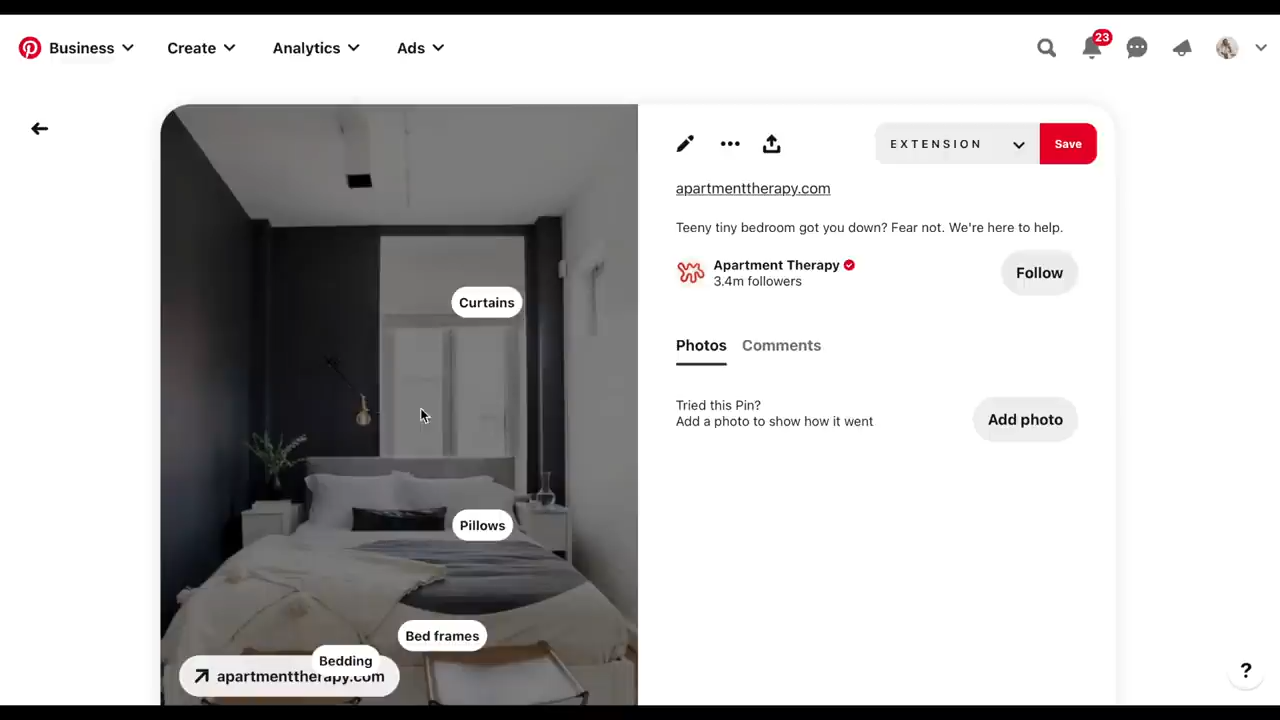 Business
Create
Analytics
Ads
23
EXTENSION
Save
apartmenttherapy.com
Teeny tiny bedroom got you down? Fear not. We're here to help.
Apartment Therapy
3.4m followers
Follow
Curtains
Photos
Comments
Tried this Pin?
Add a photo to show how it went
Add photo
Pillows
Bed frames
Bedding
apartmenttherapy.com
?